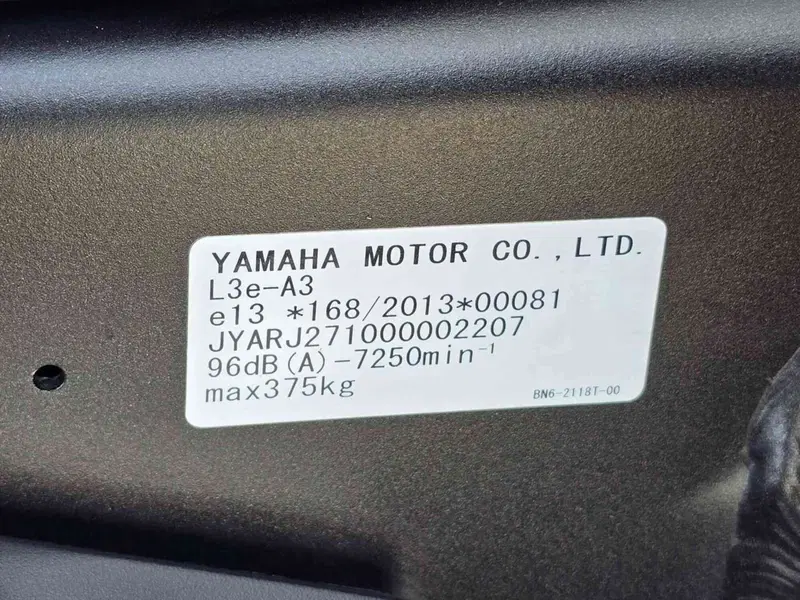 YAMAHA MOTOR CO.,LTD.
L3e-A3
e13 *168/2013*00081
JYARJ271000002207
96dB(A)-7250min⁻¹
max375kg
BN6-2118T-00